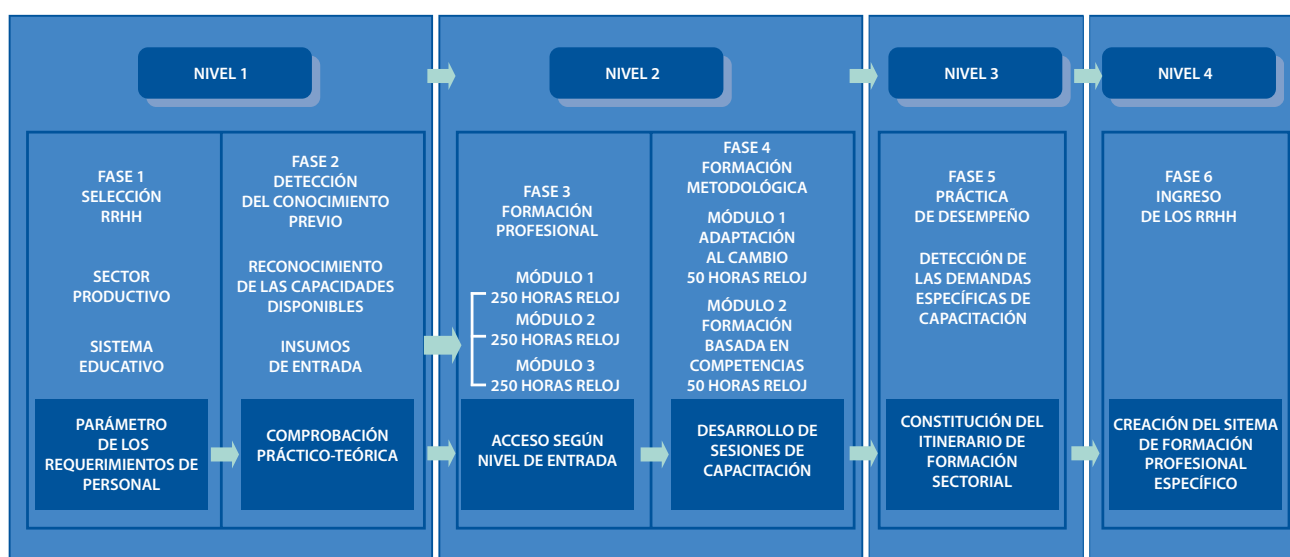 NIVEL 1
FASE 1
SELECCIÓN
RRHH
SECTOR
PRODUCTIVO
SISTEMA
EDUCATIVO
PARÁMETRO
DE LOS
REQUERIMIENTOS DE
PERSONAL
FASE 2
DETECCIÓN
DEL CONOCIMIENTO
PREVIO
RECONOCIMIENTO
DE LAS CAPACIDADES
DISPONIBLES
INSUMOS
DE ENTRADA
COMPROBACIÓN
PRÁCTICO-TEÓRICA
NIVEL 2
FASE 3
FORMACIÓN
PROFESIONAL
MÓDULO 1
250 HORAS RELOJ
MÓDULO 2
250 HORAS RELOJ
MÓDULO 3
250 HORAS RELOJ
ACCESO SEGÚN
NIVEL DE ENTRADA
FASE 4
FORMACIÓN
METODOLÓGICA
MÓDULO 1
ADAPTACIÓN
AL CAMBIO
50 HORAS RELOJ
MÓDULO 2
FORMACIÓN
BASADA EN
COMPETENCIAS
50 HORAS RELOJ
DESARROLLO DE
SESIONES DE
CAPACITACIÓN
NIVEL 3
FASE 5
PRÁCTICA
DE DESEMPEÑO
DETECCIÓN DE
LAS DEMANDAS
ESPECÍFICAS DE
CAPACITACIÓN
CONSTITUCIÓN DEL
ITINERARIO DE
FORMACIÓN
SECTORIAL
NIVEL 4
FASE 6
INGRESO
DE LOS RRHH
CREACIÓN DEL SITEMA
DE FORMACIÓN
PROFESIONAL
ESPECÍFICO